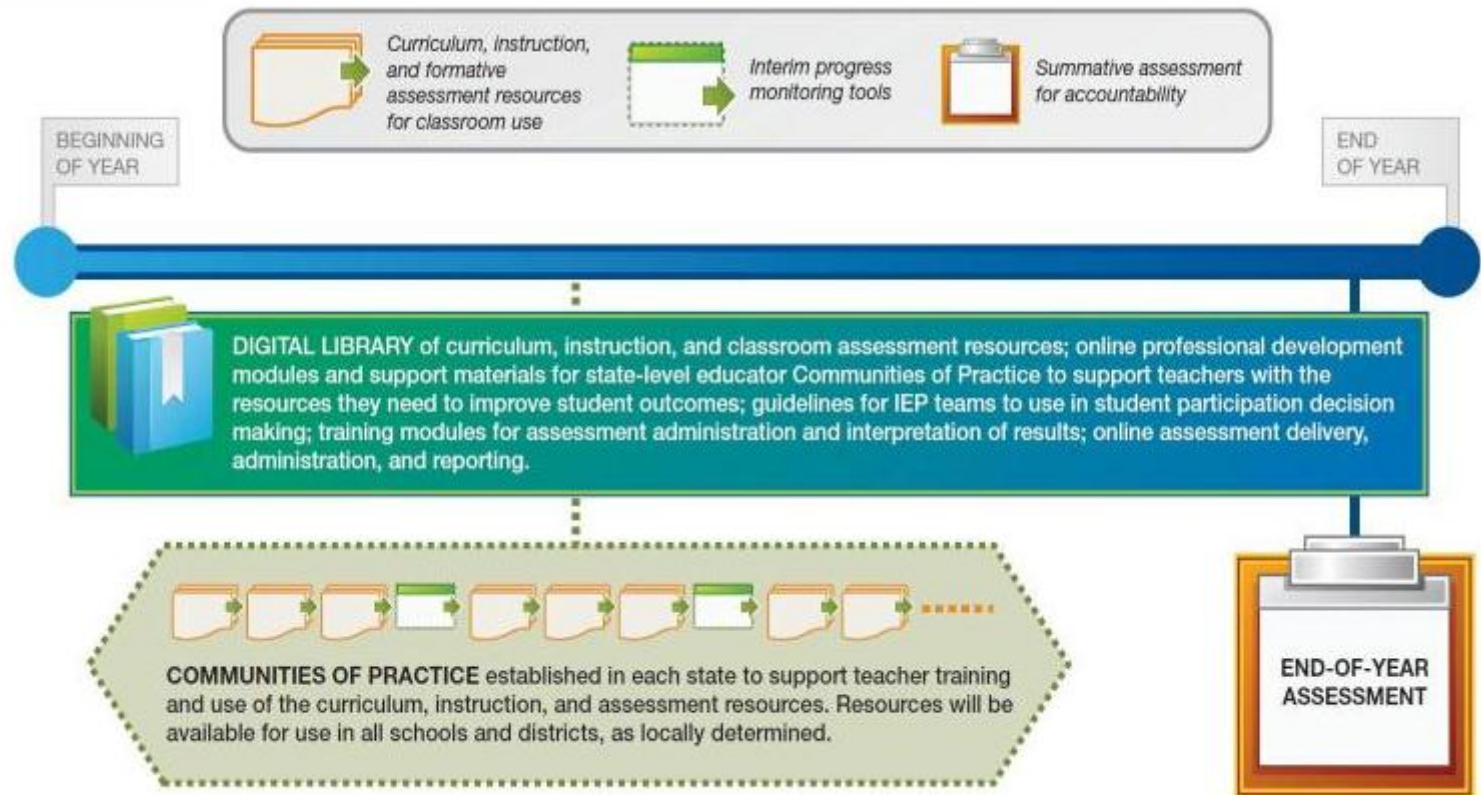 Curriculum, instruction,
and formative
assessment resources
for classroom use
Interim progress
monitoring tools
Summative assessment
for accountability
BEGINNING
OF YEAR
END
OF YEAR
DIGITAL LIBRARY of curriculum, instruction, and classroom assessment resources; online professional development
modules and support materials for state-level educator Communities of Practice to support teachers with the
resources they need to improve student outcomes; guidelines for IEP teams to use in student participation decision
making; training modules for assessment administration and interpretation of results; online assessment delivery,
administration, and reporting.
COMMUNITIES OF PRACTICE established in each state to support teacher training
and use of the curriculum, instruction, and assessment resources. Resources will be
available for use in all schools and districts, as locally determined.
END-OF-YEAR
ASSESSMENT